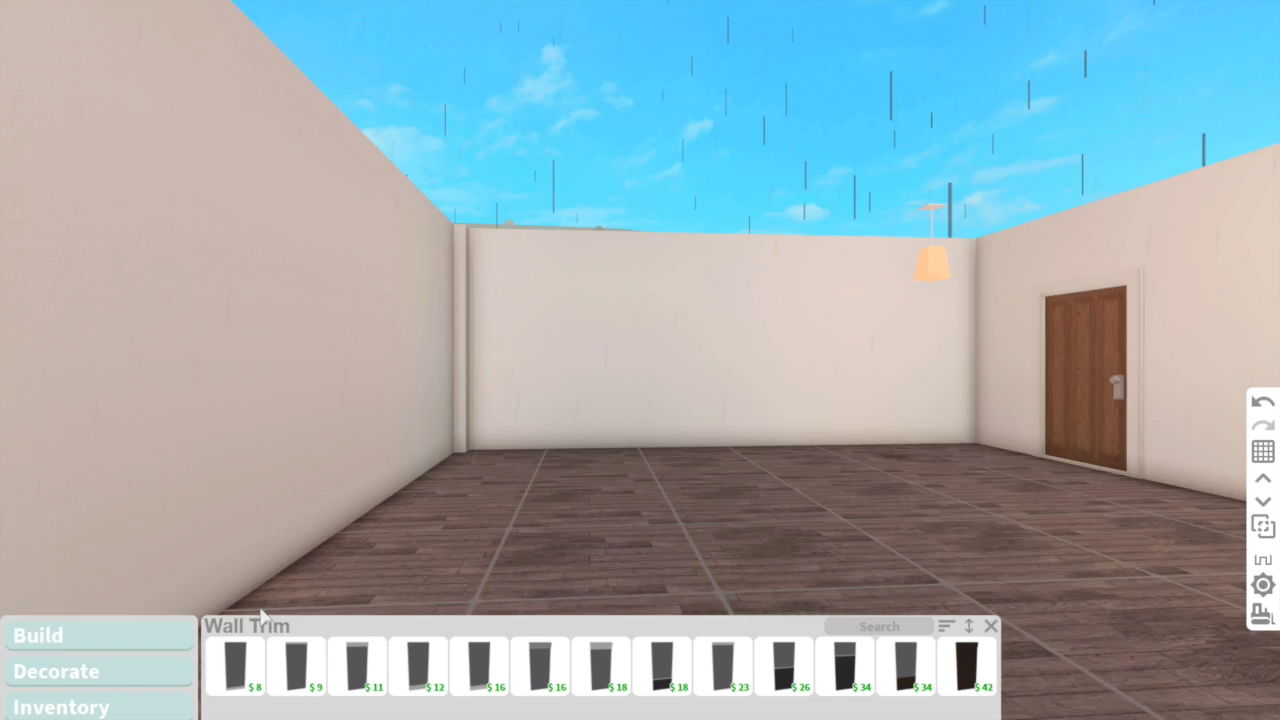 Build
Decorate
Inventory
Wall Trim
Search
$ 8
$ 9
$ 11
$ 12
$ 16
$ 16
$ 18
$ 18
$ 23
$ 26
$ 34
$ 34
$ 42